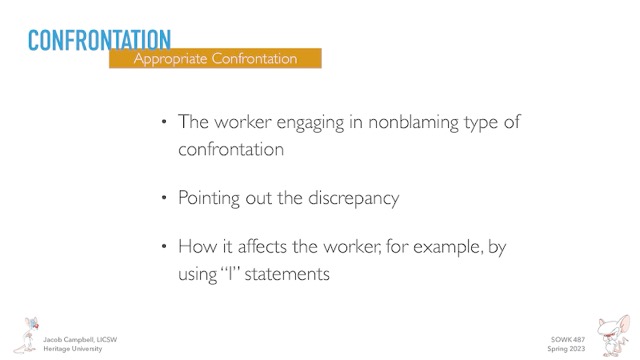 CONFRONTATION
Appropriate Confrontation
• The worker engaging in nonblaming type of
confrontation
• Pointing out the discrepancy
• How it affects the worker, for example, by
using “I” statements
Jacob Campbell, LICSW
Heritage University
SOWK 487
Spring 2023